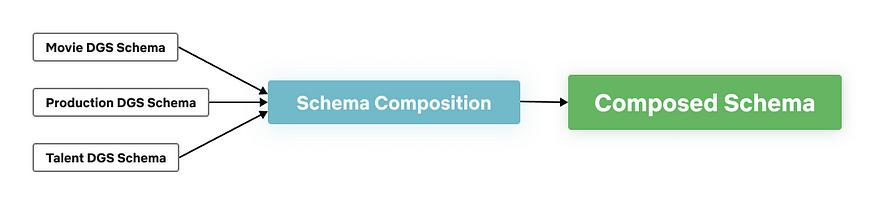 Movie DGS Schema
Production DGS Schema
Talent DGS Schema
Schema Composition
Composed Schema